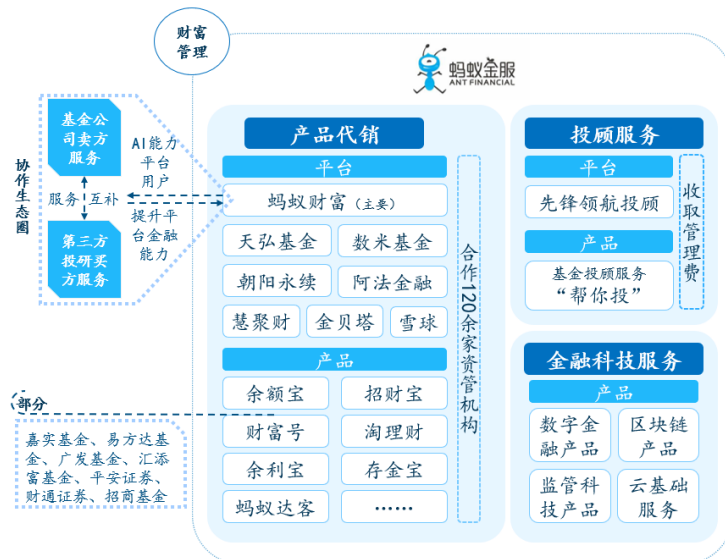 财富
管理
蚂蚁金服
ANT FINANCIAL
协作生态圈
基金公
司卖方
服务
服务
互补
第三方
投研买
方服务
AI能力
平台
用户
提升平
台金融
能力
产品代销
平台
蚂蚁财富（主要）
天弘基金
数米基金
朝阳永续
阿法金融
慧聚财
金贝塔
雪球
产品
余额宝
招财宝
财富号
淘理财
余利宝
存金宝
蚂蚁达客
……
合作120余家资管机构
部分
嘉实基金、易方达基
金、广发基金、汇添
富基金、平安证券、
财通证券、招商基金
投顾服务
平台
先锋领航投顾
产品
基金投顾服务
“帮你投”
收取管理费
金融科技服务
产品
数字金
融产品
区块链
产品
监管科
技产品
云基础
服务